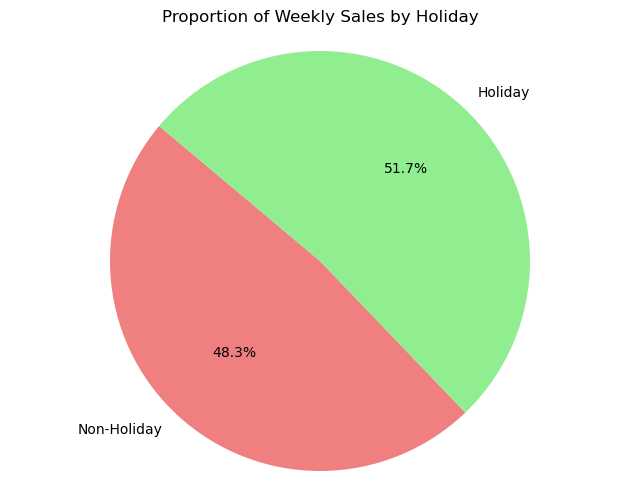 Proportion of Weekly Sales by Holiday
Holiday
51.7%
48.3%
Non-Holiday